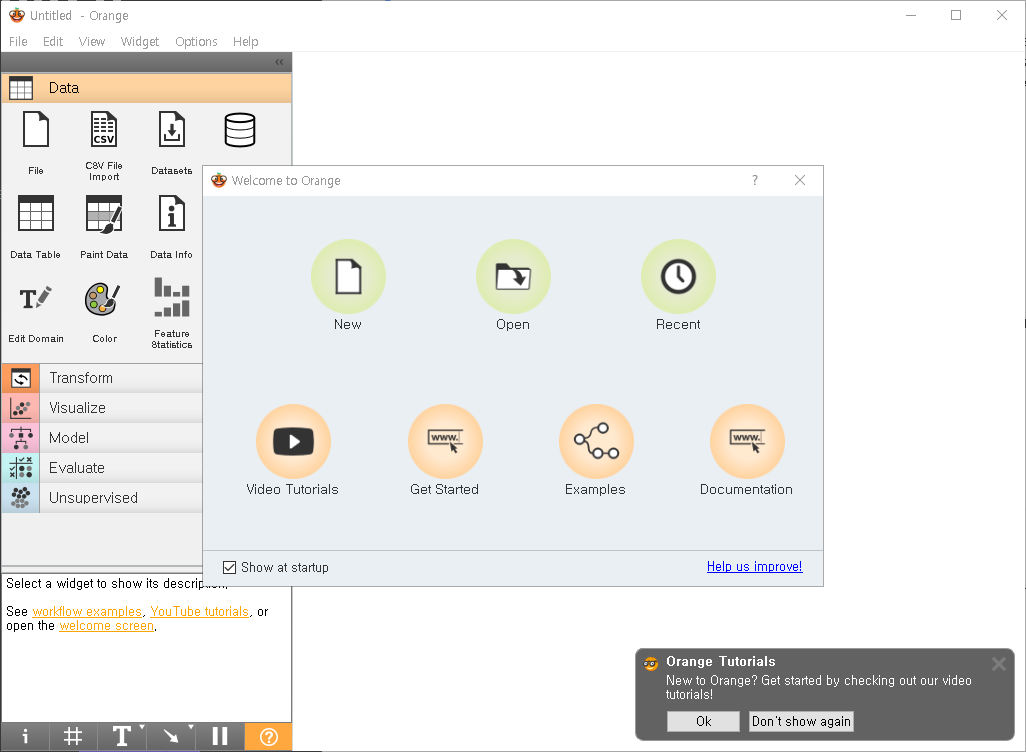 Untitled - Orange
File Edit View Widget Options Help
Data
File
CSV
CSV File
Import
Datasets
Data Table
Paint Data
Data Info
Edit Domain
Color
Feature
Statistics
Transform
Visualize
Model
Evaluate
Unsupervised
Welcome to Orange
New
Open
Recent
Video Tutorials
www.
Get Started
Examples
www.
Documentation
Show at startup
Help us improve!
Select a widget to show its description.
See workflow examples, YouTube tutorials, or
open the welcome screen.
Orange Tutorials
New to Orange? Get started by checking out our video
tutorials!
Ok
Don't show again